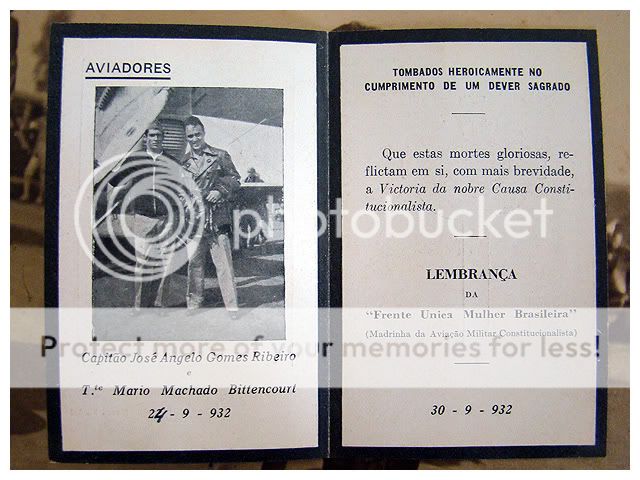 AVIADORES
Capitão José Angelo Gomes Ribeiro
e
T.te Mario Machado Bittencourt
24 - 9 - 932
TOMBADOS HEROICAMENTE NO
CUMPRIMENTO DE UM DEVER SAGRADO
Que estas mortes gloriosas, re-
flictam em si, com mais brevidade,
a Victoria da nobre Causa Consti-
tucionalista.
LEMBRANÇA
DA
"Frente Unica Mulher Brasileira"
(Madrinha da Aviação Militar Constitucionalista)
30 - 9 - 932
photobucket
Protect more of your memories for less!